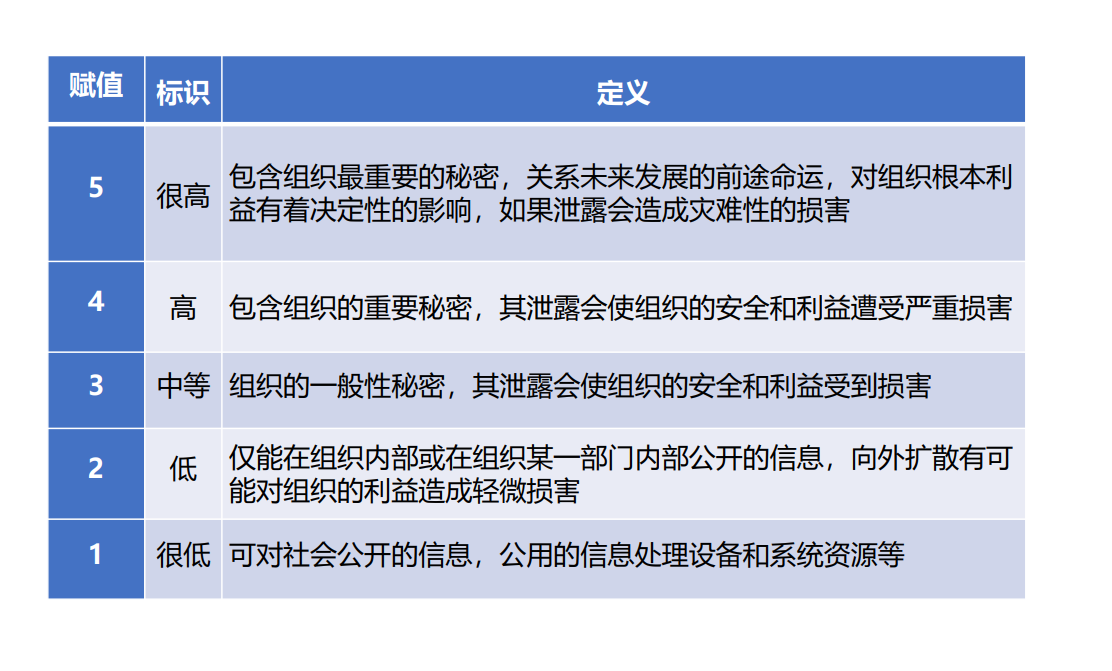 赋值 标识 定义
5 很高 包含组织最重要的秘密，关系未来发展的前途命运，对组织根本利
益有着决定性的影响，如果泄露会造成灾难性的损害
4 高 包含组织的重要秘密，其泄露会使组织的安全和利益遭受严重损害
3 中等 组织的一般性秘密，其泄露会使组织的安全和利益受到损害
2 低 仅能在组织内部或在组织某一部门内部公开的信息，向外扩散有可
能对组织的利益造成轻微损害
1 很低 可对社会公开的信息，公用的信息处理设备和系统资源等